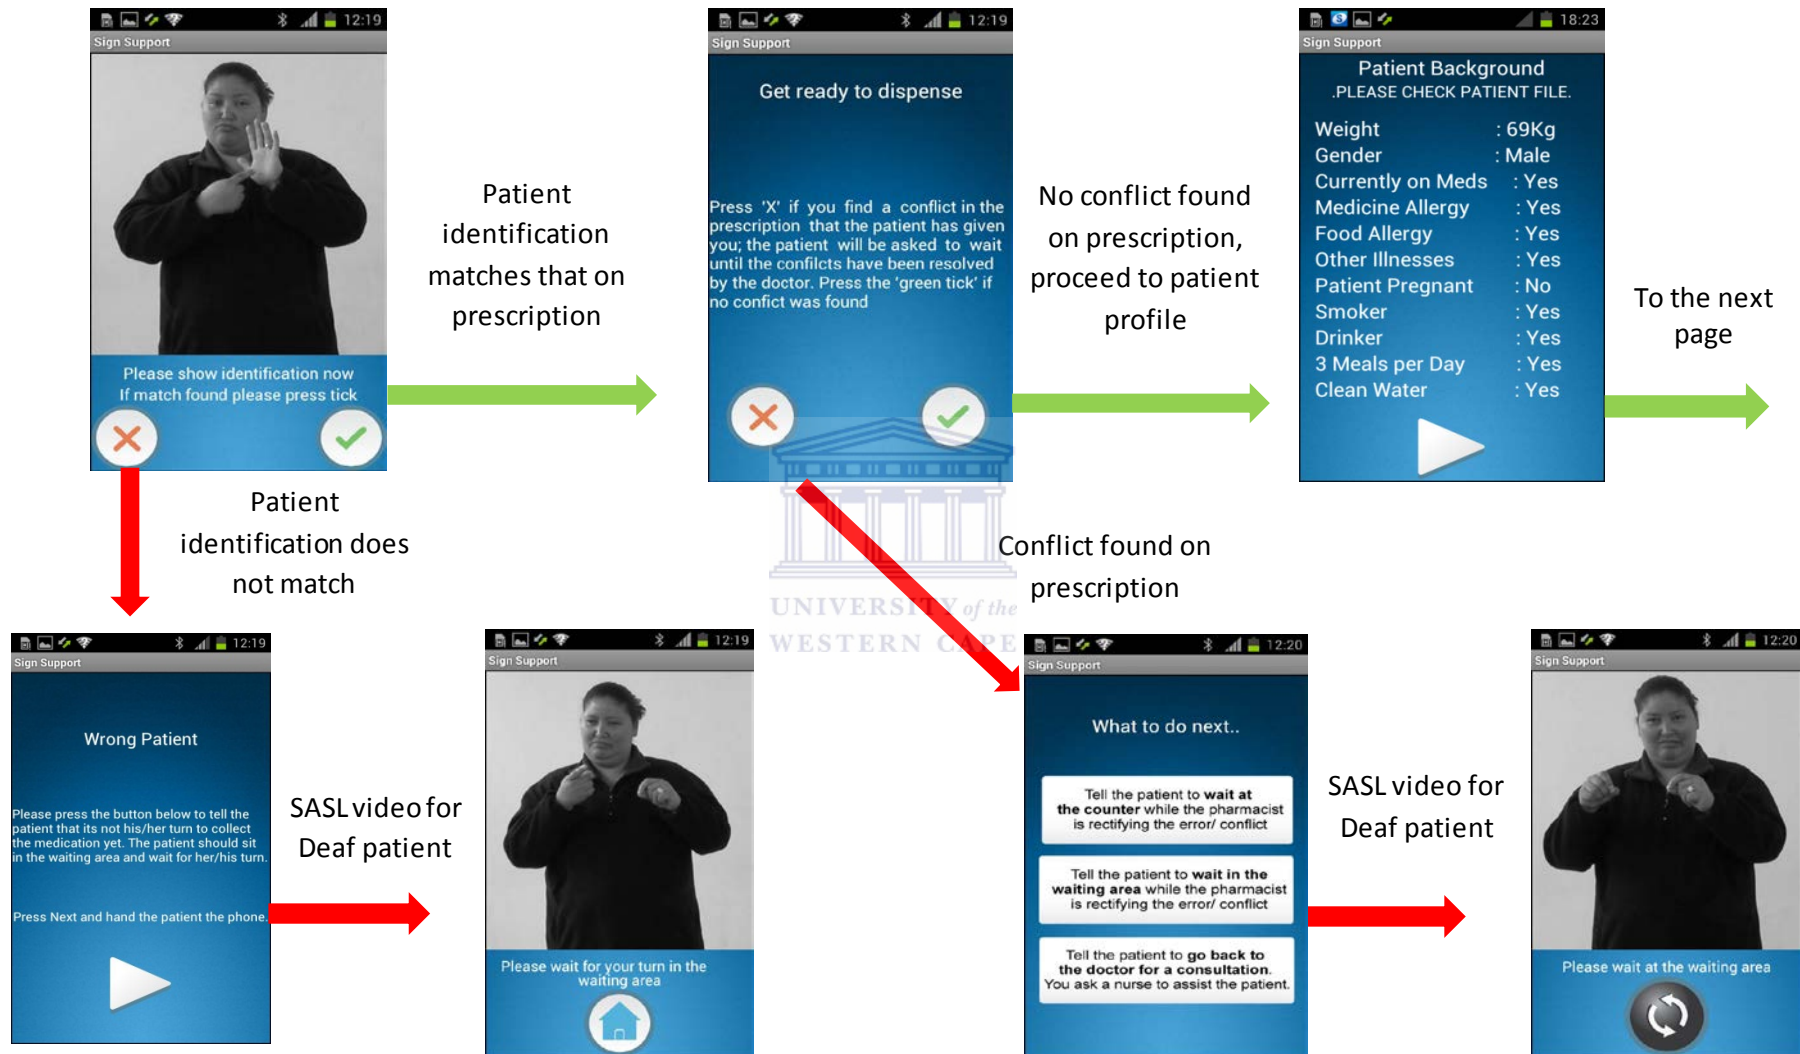 12:19
Sign Support
Please show identification now
If match found please press tick
Patient
identification
matches that on
prescription
12:19
Sign Support
Get ready to dispense
Press 'X' if you find a conflict in the
prescription that the patient has given
you; the patient will be asked to wait
until the confilcts have been resolved
by the doctor. Press the 'green tick' if
no confict was found
No conflict found
on prescription,
proceed to patient
profile
18:23
Sign Support
Patient Background
.PLEASE CHECK PATIENT FILE.
Weight : 69Kg
Gender : Male
Currently on Meds : Yes
Medicine Allergy : Yes
Food Allergy : Yes
Other Illnesses : Yes
Patient Pregnant : No
Smoker : Yes
Drinker : Yes
3 Meals per Day : Yes
Clean Water : Yes
To the next
page
Patient
identification does
not match
Conflict found on
prescription
UNIVERSITY of the
WESTERN CAPE
12:19
Sign Support
Wrong Patient
Please press the button below to tell the
patient that its not his/her turn to collect
the medication yet. The patient should sit
in the waiting area and wait for her/his turn.
Press Next and hand the patient the phone.
SASL video for
Deaf patient
12:19
Sign Support
Please wait for your turn in the
waiting area
12:20
Sign Support
What to do next..
Tell the patient to wait at
the counter while the pharmacist
is rectifying the error/ conflict
Tell the patient to wait in the
waiting area while the pharmacist
is rectifying the error/ conflict
Tell the patient to go back to
the doctor for a consultation.
You ask a nurse to assist the patient.
SASL video for
Deaf patient
12:20
Sign Support
Please wait at the waiting area